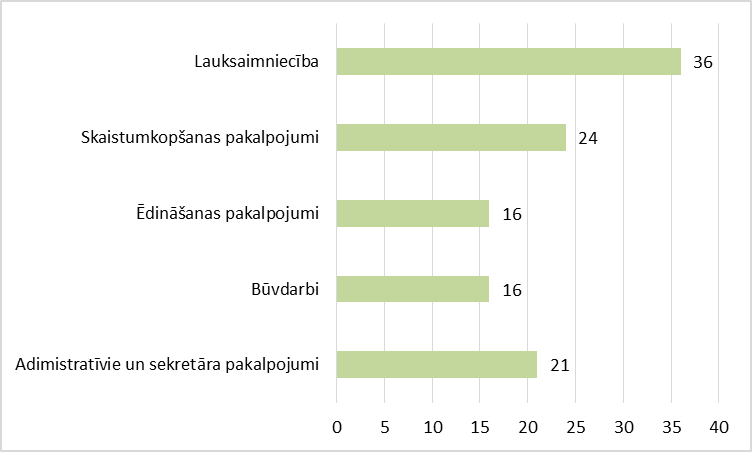 Lauksaimniecība 36
Skaistumkopšanas pakalpojumi 24
Ēdināšanas pakalpojumi 16
Būvdarbi 16
Adimistratīvie un sekretāra pakalpojumi 21
0 5 10 15 20 25 30 35 40